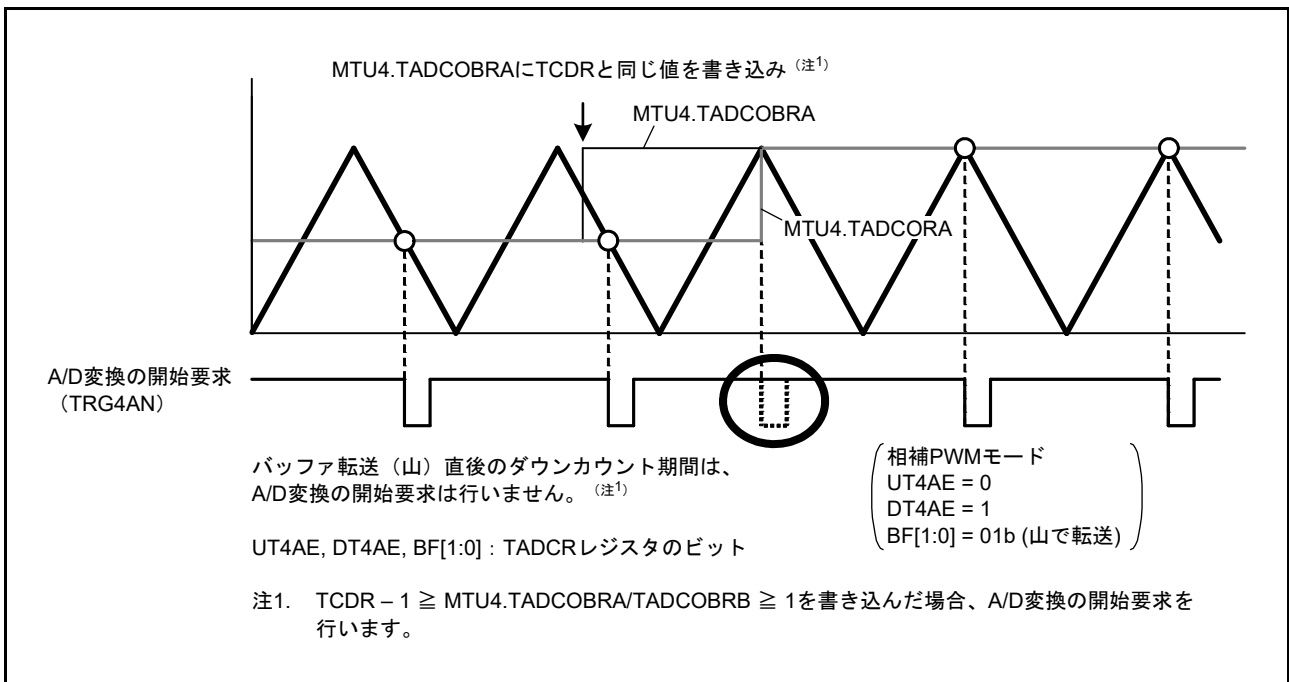 MTU4.TADCOBRAにTCDRと同じ値を書き込み（注1）
MTU4.TADCOBRA
MTU4.TADCORA
A/D変換の開始要求
（TRG4AN）
バッファ転送（山）直後のダウンカウント期間は、
A/D変換の開始要求は行いません。（注1）
相補PWMモード
UT4AE = 0
DT4AE = 1
BF[1:0] = 01b (山で転送)
UT4AE, DT4AE, BF[1:0]：TADCRレジスタのビット
注1. TCDR – 1 ≧ MTU4.TADCOBRA/TADCOBRB ≧ 1を書き込んだ場合、A/D変換の開始要求を
行います。